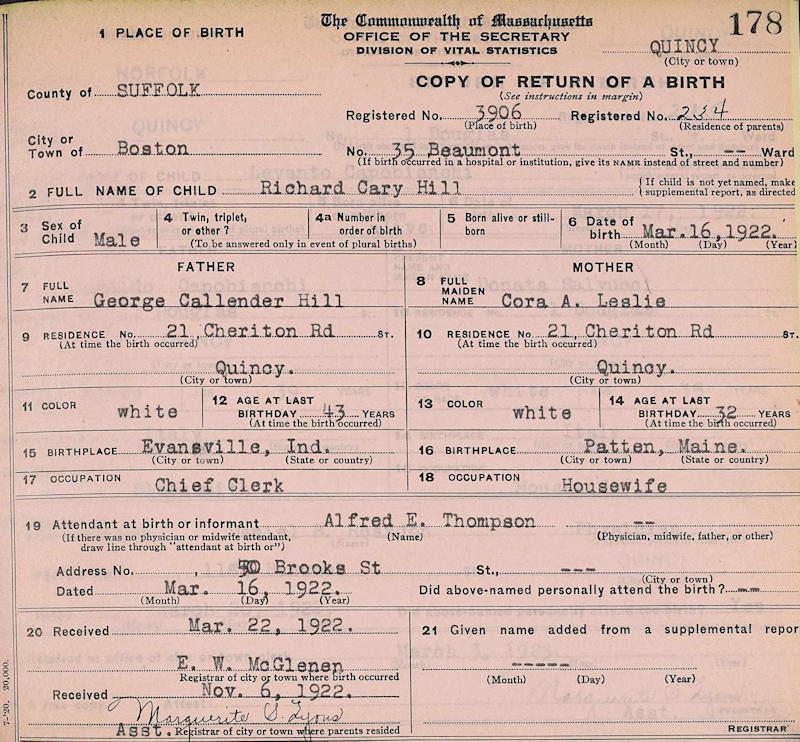 178
The Commonwealth of Massachusetts
OFFICE OF THE SECRETARY
DIVISION OF VITAL STATISTICS
1 PLACE OF BIRTH
QUINCY
(City or town)
COPY OF RETURN OF A BIRTH
(See instructions in margin)
County of SUFFOLK
Registered No. 3906 Registered No. 234
(Place of birth) (Residence of parents)
City or
Town of Boston No. 35 Beaumont St., -- Ward
(If birth occurred in a hospital or institution, give its NAME instead of street and number)
2 FULL NAME OF CHILD Richard Cary Hill { If child is not yet named, make
supplemental report, as directed
3 Sex of
Child Male
4 Twin, triplet,
or other?
4a Number in
order of birth
(To be answered only in event of plural births)
5 Born alive or still-
born
6 Date of
birth Mar.16,1922.
(Month) (Day) (Year)
FATHER
MOTHER
7 FULL
NAME George Callender Hill
8 FULL
MAIDEN
NAME Cora A. Leslie
9 RESIDENCE No. 21 Cheriton Rd ST.
(At time the birth occurred)
Quincy.
(City or town)
10 RESIDENCE No. 21 Cheriton Rd ST.
(At time the birth occurred)
Quincy.
(City or town)
11 COLOR white
12 AGE AT LAST
BIRTHDAY 43 YEARS
(At time the birth occurred)
13 COLOR white
14 AGE AT LAST
BIRTHDAY 32 YEARS
(At time the birth occurred)
15 BIRTHPLACE Evansville, Ind.
(City or town) (State or country)
16 BIRTHPLACE Patten, Maine.
(City or town) (State or country)
17 OCCUPATION Chief Clerk
18 OCCUPATION Housewife
19 Attendant at birth or informant Alfred E. Thompson --
(If there was no physician or midwife attendant,
draw line through "attendant at birth or")
(Name) (Physician, midwife, father, or other)
Address No. Brooks St St., ---
(City or town)
Dated Mar. 16, 1922. Did above-named personally attend the birth? --
(Month) (Day) (Year)
20 Received Mar. 22, 1922.
E. W. McGlenen
Registrar of city or town where birth occurred
Received Nov. 6, 1922.
Marguerite S. Lyons
Asst. Registrar of city or town where parents resided
21 Given name added from a supplemental repor
-----
(Month) (Day) (Year)
REGISTRAR
7-'20. 20,000.